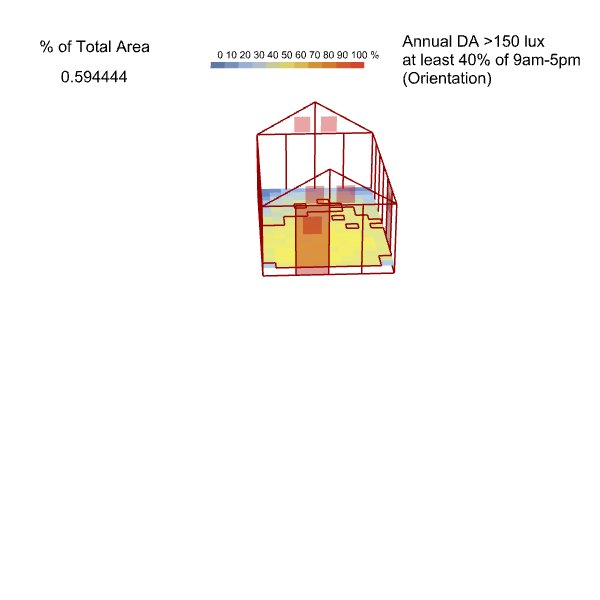 % of Total Area
0.594444
0 10 20 30 40 50 60 70 80 90 100 %
Annual DA >150 lux
at least 40% of 9am-5pm
(Orientation)